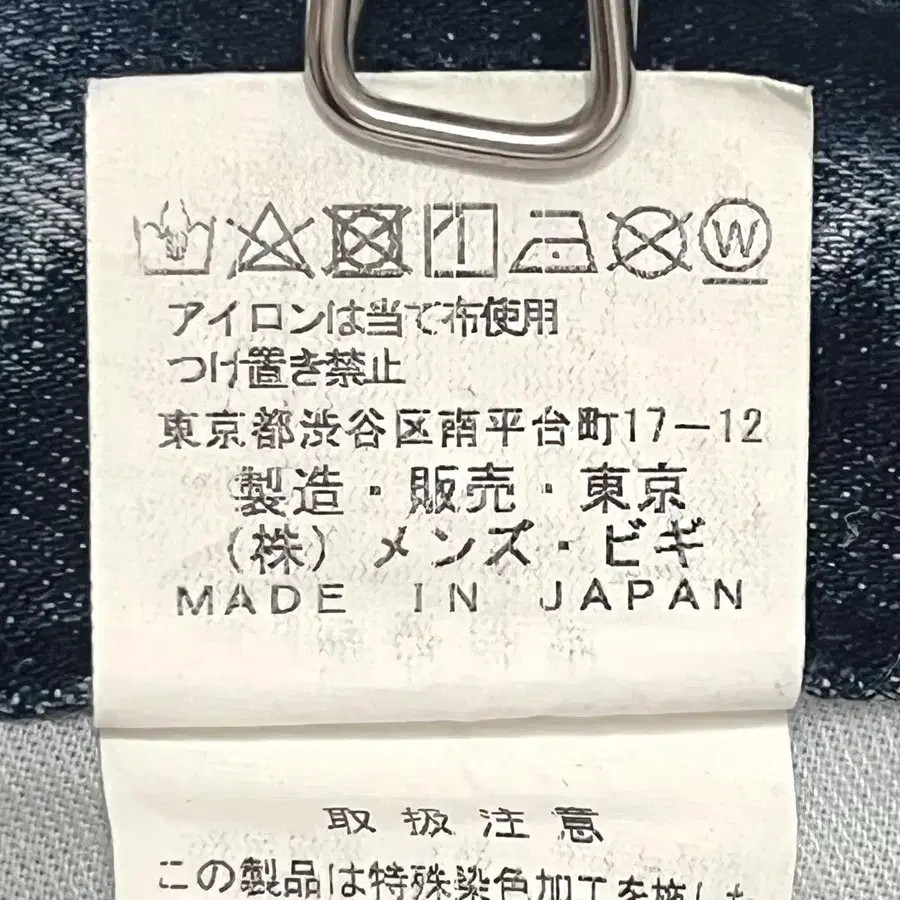 W
アイロンは当て布使用
つけ置き禁止
東京都渋谷区南平台町17-12
製造・販売・東京
(株)メンズ・ビギ
MADE IN JAPAN
取扱注意
この製品は特殊染色加工を施した